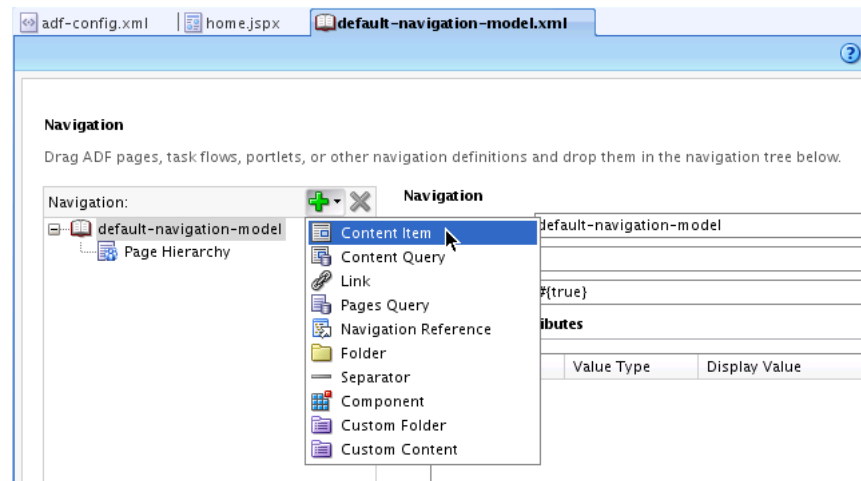 adf-config.xml home.jspx default-navigation-model.xml
?
Navigation
Drag ADF pages, task flows, portlets, or other navigation definitions and drop them in the navigation tree below.
Navigation:
default-navigation-model
Page Hierarchy
Content Item
Content Query
Link
Pages Query
Navigation Reference
Folder
Separator
Component
Custom Folder
Custom Content
Navigation
default-navigation-model
#{true}
ibutes
Value Type Display Value